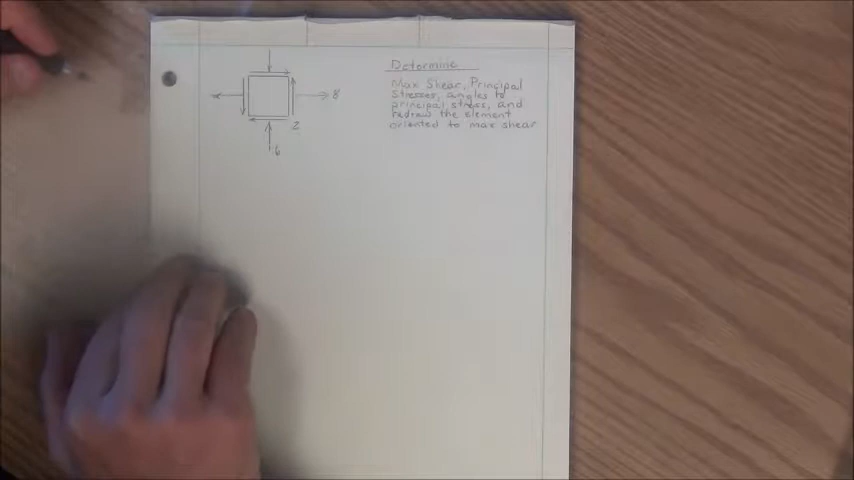 Determine
8
Max Shear, Principal
Stresses, angles to
principal stress, and
redraw the element
oriented to max shear
2
6